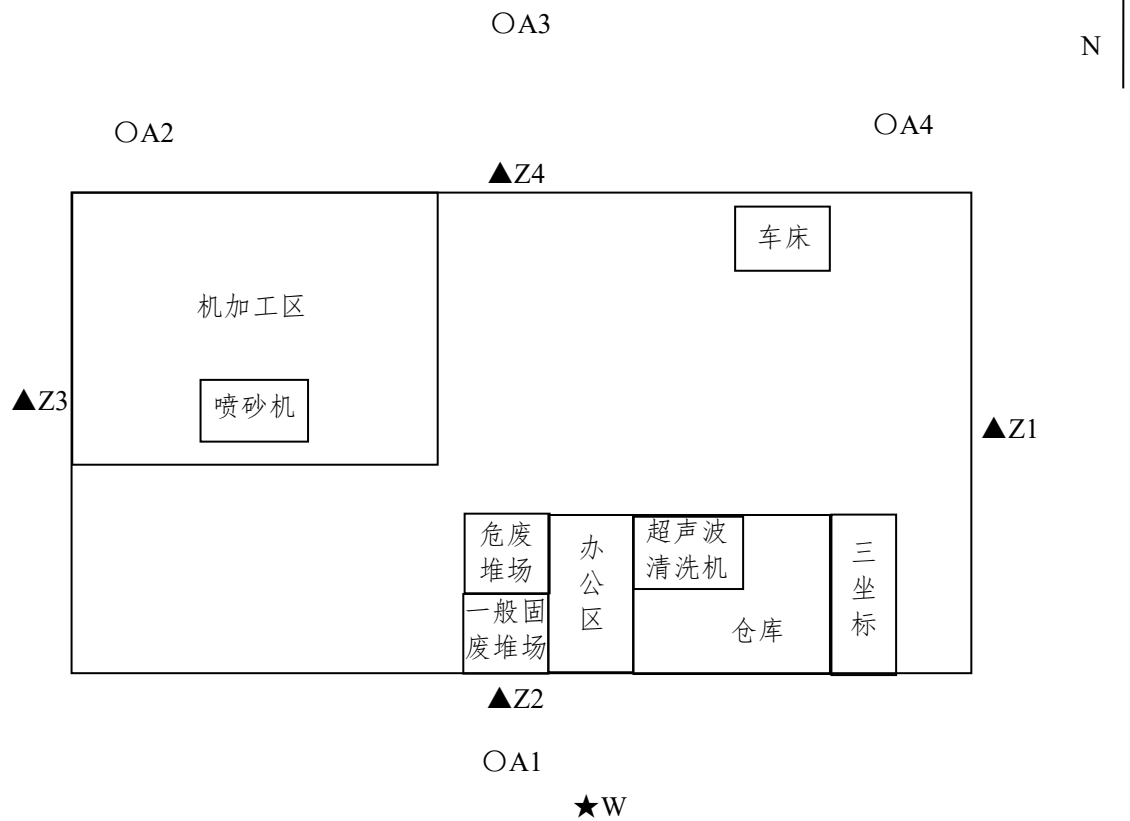 ○A3
N
○A2
○A4
▲Z4
车床
机加工区
喷砂机
▲Z3
▲Z1
危废
堆场
办
公
区
超声波
清洗机
三
坐
标
一般固
废堆场
仓库
▲Z2
○A1
★W